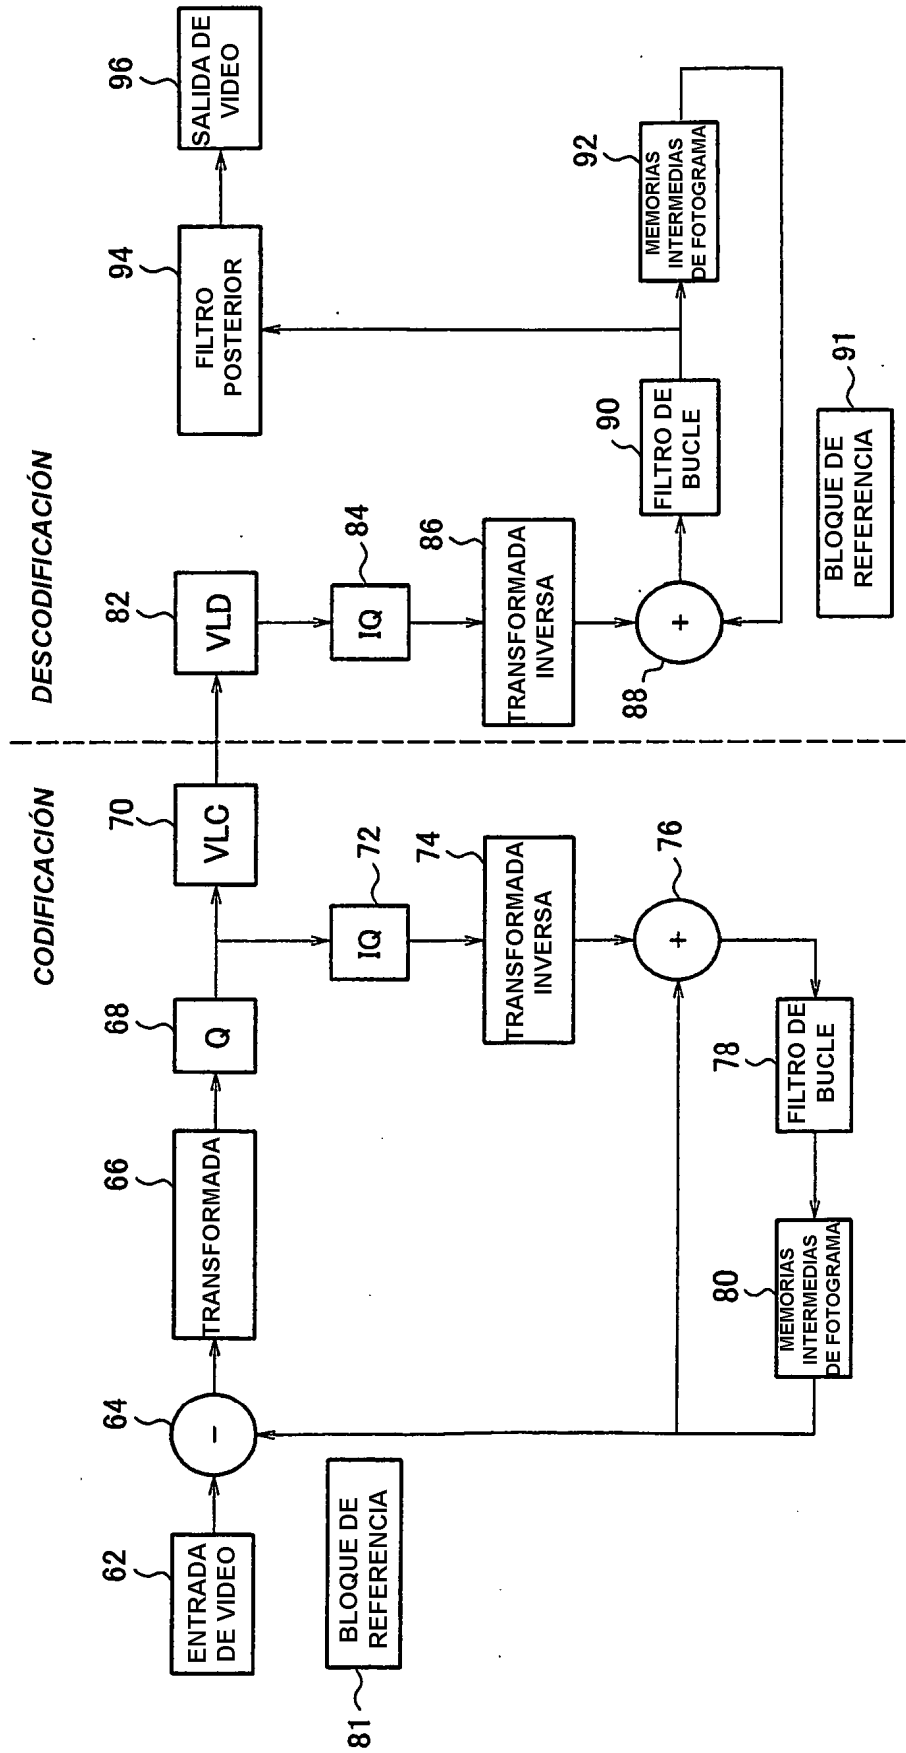 CODIFICACIÓN
DESCODIFICACIÓN
62
ENTRADA
DE VIDEO
64
-
66
TRANSFORMADA
68
Q
70
VLC
82
VLD
94
FILTRO
POSTERIOR
96
SALIDA DE
VIDEO
81
BLOQUE DE
REFERENCIA
72
IQ
84
IQ
74
TRANSFORMADA
INVERSA
86
TRANSFORMADA
INVERSA
76
+
88
+
90
FILTRO DE
BUCLE
92
MEMORIAS
INTERMEDIAS
DE FOTOGRAMA
80
MEMORIAS
INTERMEDIAS
DE FOTOGRAMA
78
FILTRO DE
BUCLE
91
BLOQUE DE
REFERENCIA